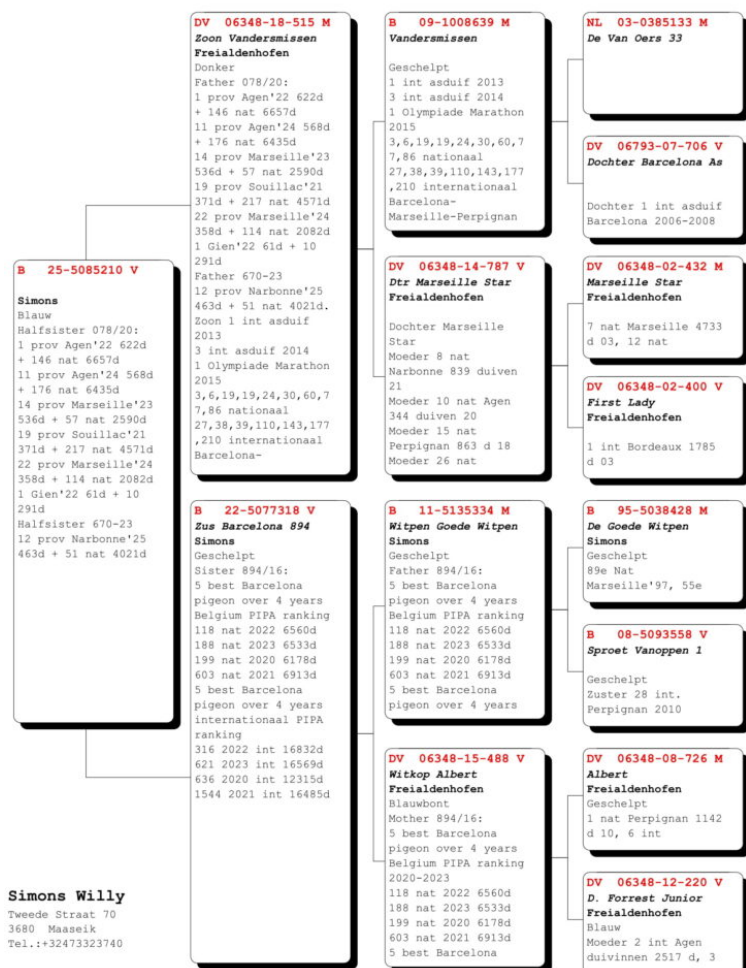 B 25-5085210 V
Simons
Blauw
Halfsister 078/20:
1 prov Agen'22 622d
+ 146 nat 6657d
11 prov Agen'24 568d
+ 176 nat 6435d
14 prov Marseille'23
536d + 57 nat 2590d
19 prov Souillac'21
371d + 217 nat 4571d
22 prov Marseille'24
358d + 114 nat 2082d
1 Gien'22 61d + 10
291d
Halfsister 670-23
12 prov Narbonne'25
463d + 51 nat 4021d
DV 06348-18-515 M
Zoon Vandersmissen
Freialdenhofen
Donker
Father 078/20:
1 prov Agen'22 622d
+ 146 nat 6657d
11 prov Agen'24 568d
+ 176 nat 6435d
14 prov Marseille'23
536d + 57 nat 2590d
19 prov Souillac'21
371d + 217 nat 4571d
22 prov Marseille'24
358d + 114 nat 2082d
1 Gien'22 61d + 10
291d
Father 670-23
12 prov Narbonne'25
463d + 51 nat 4021d.
Zoon 1 int asduif
2013
3 int asduif 2014
1 Olympiade Marathon
2015
3,6,19,19,24,30,60,7
7,86 nationaal
27,38,39,110,143,177
,210 internationaal
Barcelona-
B 22-5077318 V
Zus Barcelona 894
Simons
Geschelpt
Sister 894/16:
5 best Barcelona
pigeon over 4 years
Belgium PIPA ranking
118 nat 2022 6560d
188 nat 2023 6533d
199 nat 2020 6178d
603 nat 2021 6913d
5 best Barcelona
pigeon over 4 years
internationaal PIPA
ranking
316 2022 int 16832d
621 2023 int 16569d
636 2020 int 12315d
1544 2021 int 16485d
B 09-1008639 M
Vandersmissen
Geschelpt
1 int asduif 2013
3 int asduif 2014
1 Olympiade Marathon
2015
3,6,19,19,24,30,60,7
7,86 nationaal
27,38,39,110,143,177
,210 internationaal
Barcelona-
Marseille-Perpignan
DV 06348-14-787 V
Dtr Marseille Star
Freialdenhofen
Dochter Marseille
Star
Moeder 8 nat
Narbonne 839 duiven
21
Moeder 10 nat Agen
344 duiven 20
Moeder 15 nat
Perpignan 863 d 18
Moeder 26 nat
B 11-5135334 M
Witpen Goede Witpen
Simons
Geschelpt
Father 894/16:
5 best Barcelona
pigeon over 4 years
Belgium PIPA ranking
118 nat 2022 6560d
188 nat 2023 6533d
199 nat 2020 6178d
603 nat 2021 6913d
5 best Barcelona
pigeon over 4 years
DV 06348-15-488 V
Witkop Albert
Freialdenhofen
Blauwbont
Mother 894/16:
5 best Barcelona
pigeon over 4 years
Belgium PIPA ranking
2020-2023
118 nat 2022 6560d
188 nat 2023 6533d
199 nat 2020 6178d
603 nat 2021 6913d
5 best Barcelona
NL 03-0385133 M
De Van Oers 33
DV 06793-07-706 V
Dochter Barcelona As
Dochter 1 int asduif
Barcelona 2006-2008
DV 06348-02-432 M
Marseille Star
Freialdenhofen
7 nat Marseille 4733
d 03, 12 nat
DV 06348-02-400 V
First Lady
Freialdenhofen
1 int Bordeaux 1785
d 03
B 95-5038428 M
De Goede Witpen
Simons
Geschelpt
89e Nat
Marseille'97, 55e
B 08-5093558 V
Sproet Vanoppen 1
Geschelpt
Zuster 28 int.
Perpignan 2010
DV 06348-08-726 M
Albert
Freialdenhofen
Geschelpt
1 nat Perpignan 1142
d 10, 6 int
DV 06348-12-220 V
D. Forrest Junior
Freialdenhofen
Blauw
Moeder 2 int Agen
duivinnen 2517 d, 3
Simons Willy
Tweede Straat 70
3680 Maaseik
Tel.:+32473323740